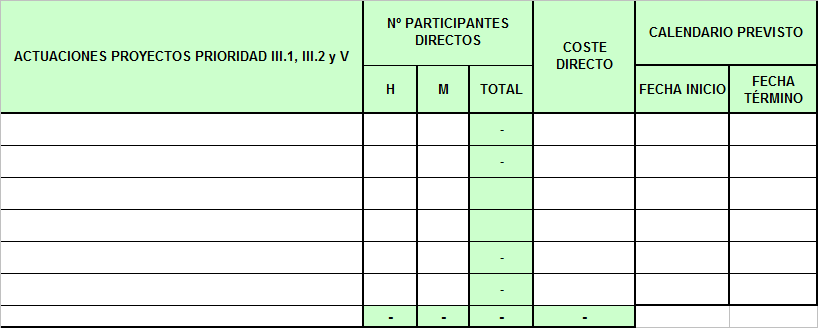 Nº PARTICIPANTES
DIRECTOS
COSTE
DIRECTO
CALENDARIO PREVISTO
ACTUACIONES PROYECTOS PRIORIDAD III.1, III.2 y V
H
M
TOTAL
FECHA INICIO
FECHA
TÉRMINO
-
-
-
-
- - - -